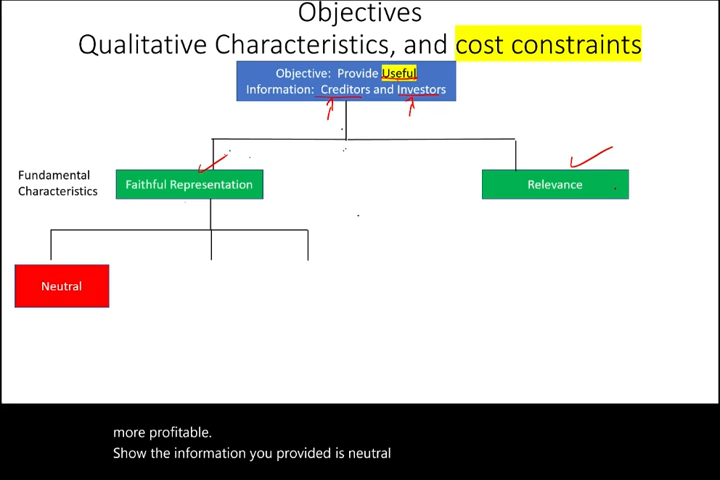 Objectives
Qualitative Characteristics, and cost constraints
Objective: Provide Useful
Information: Creditors and Investors
Fundamental
Characteristics
Faithful Representation
Relevance
Neutral
more profitable.
Show the information you provided is neutral